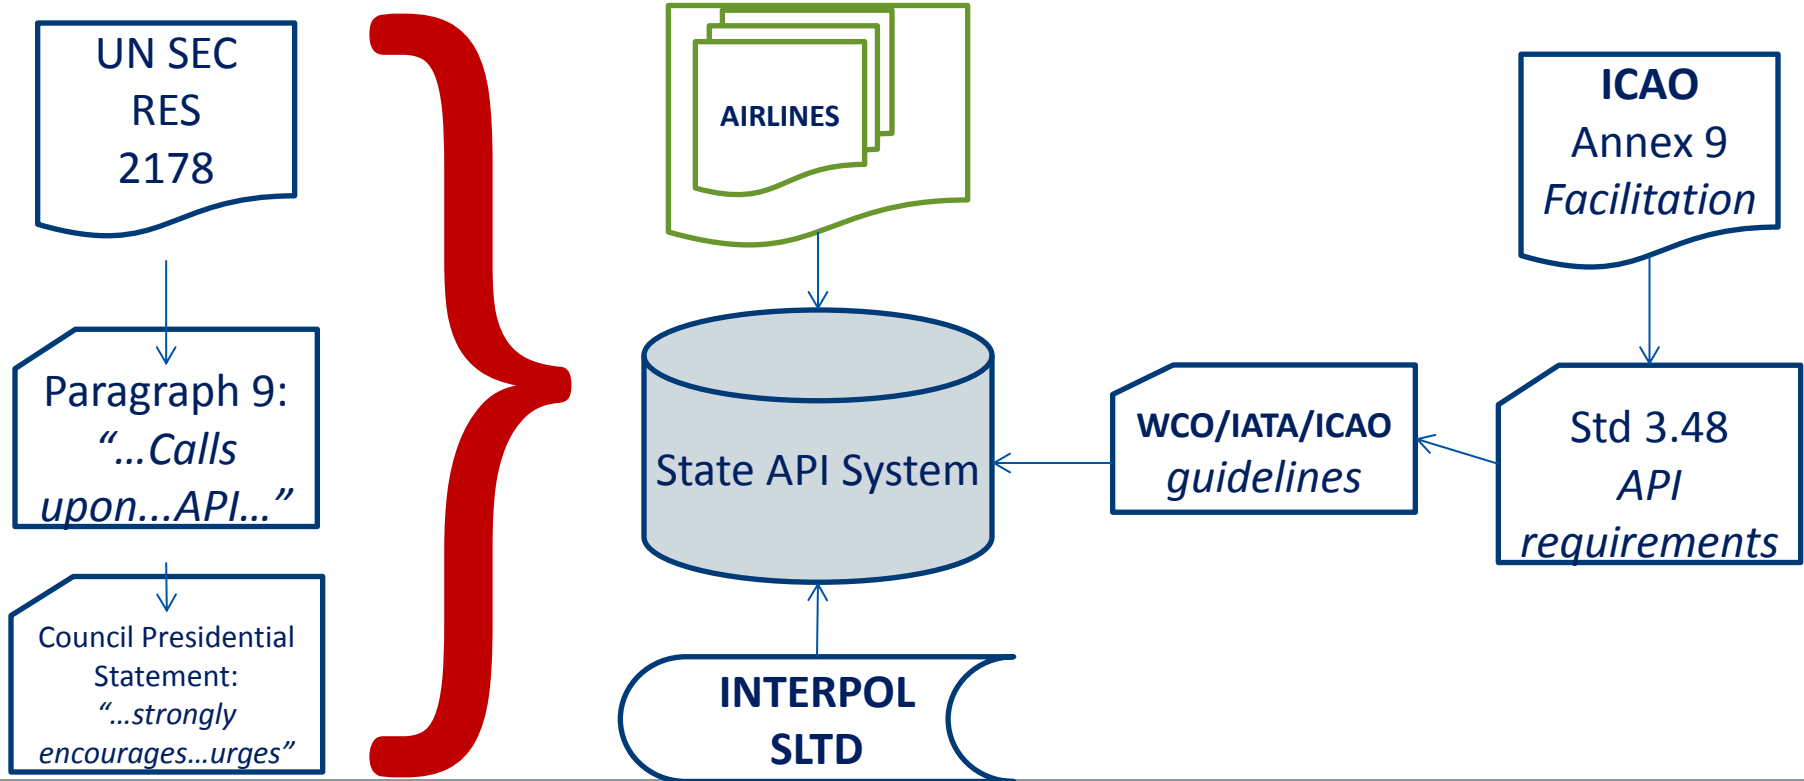 UN SEC
RES
2178
Paragraph 9:
“…Calls
upon...API…”
Council Presidential
Statement:
“…strongly
encourages…urges”
AIRLINES
State API System
INTERPOL
SLTD
WCO/IATA/ICAO
guidelines
ICAO
Annex 9
Facilitation
Std 3.48
API
requirements